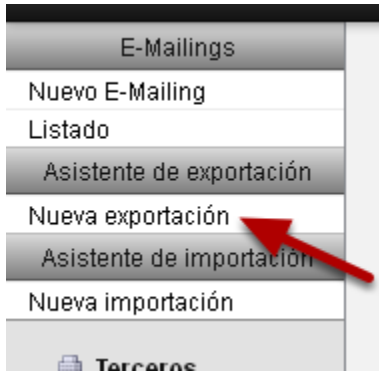 E-Mailings
Nuevo E-Mailing
Listado
Asistente de exportación
Nueva exportación
Asistente de importación
Nueva importación
Terceros